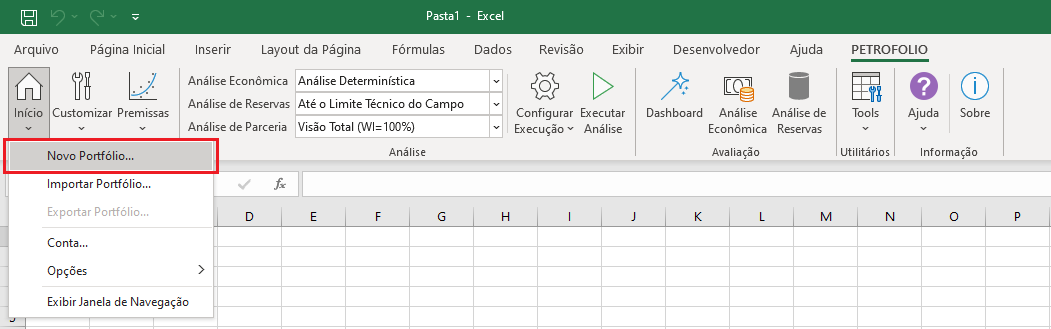 Pasta1 - Excel
Arquivo Página Inicial Inserir Layout da Página Fórmulas Dados Revisão Exibir Desenvolvedor Ajuda PETROFOLIO
Início Customizar Premissas
Análise Econômica Análise Determinística
Análise de Reservas Até o Limite Técnico do Campo
Análise de Parceria Visão Total (WI=100%)
Configurar Execução Executar Análise
Análise
Dashboard Análise Econômica Análise de Reservas
Avaliação
Tools
Utilitários
Ajuda Sobre
Informação
Novo Portfólio...
Importar Portfólio...
Exportar Portfólio...
Conta...
Opções
Exibir Janela de Navegação
fx
D E F G H I J K L M N O P